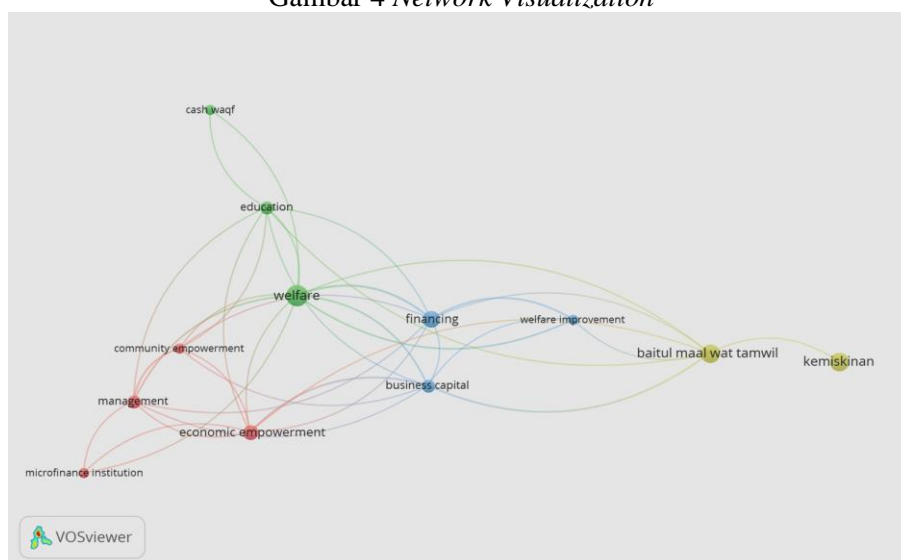 Gambar 4 Network Visualization
cash waqf
education
welfare
financing
welfare improvement
community empowerment
baitul maal wat tamwil
kemiskinan
business capital
management
economic empowerment
microfinance institution
VOSviewer